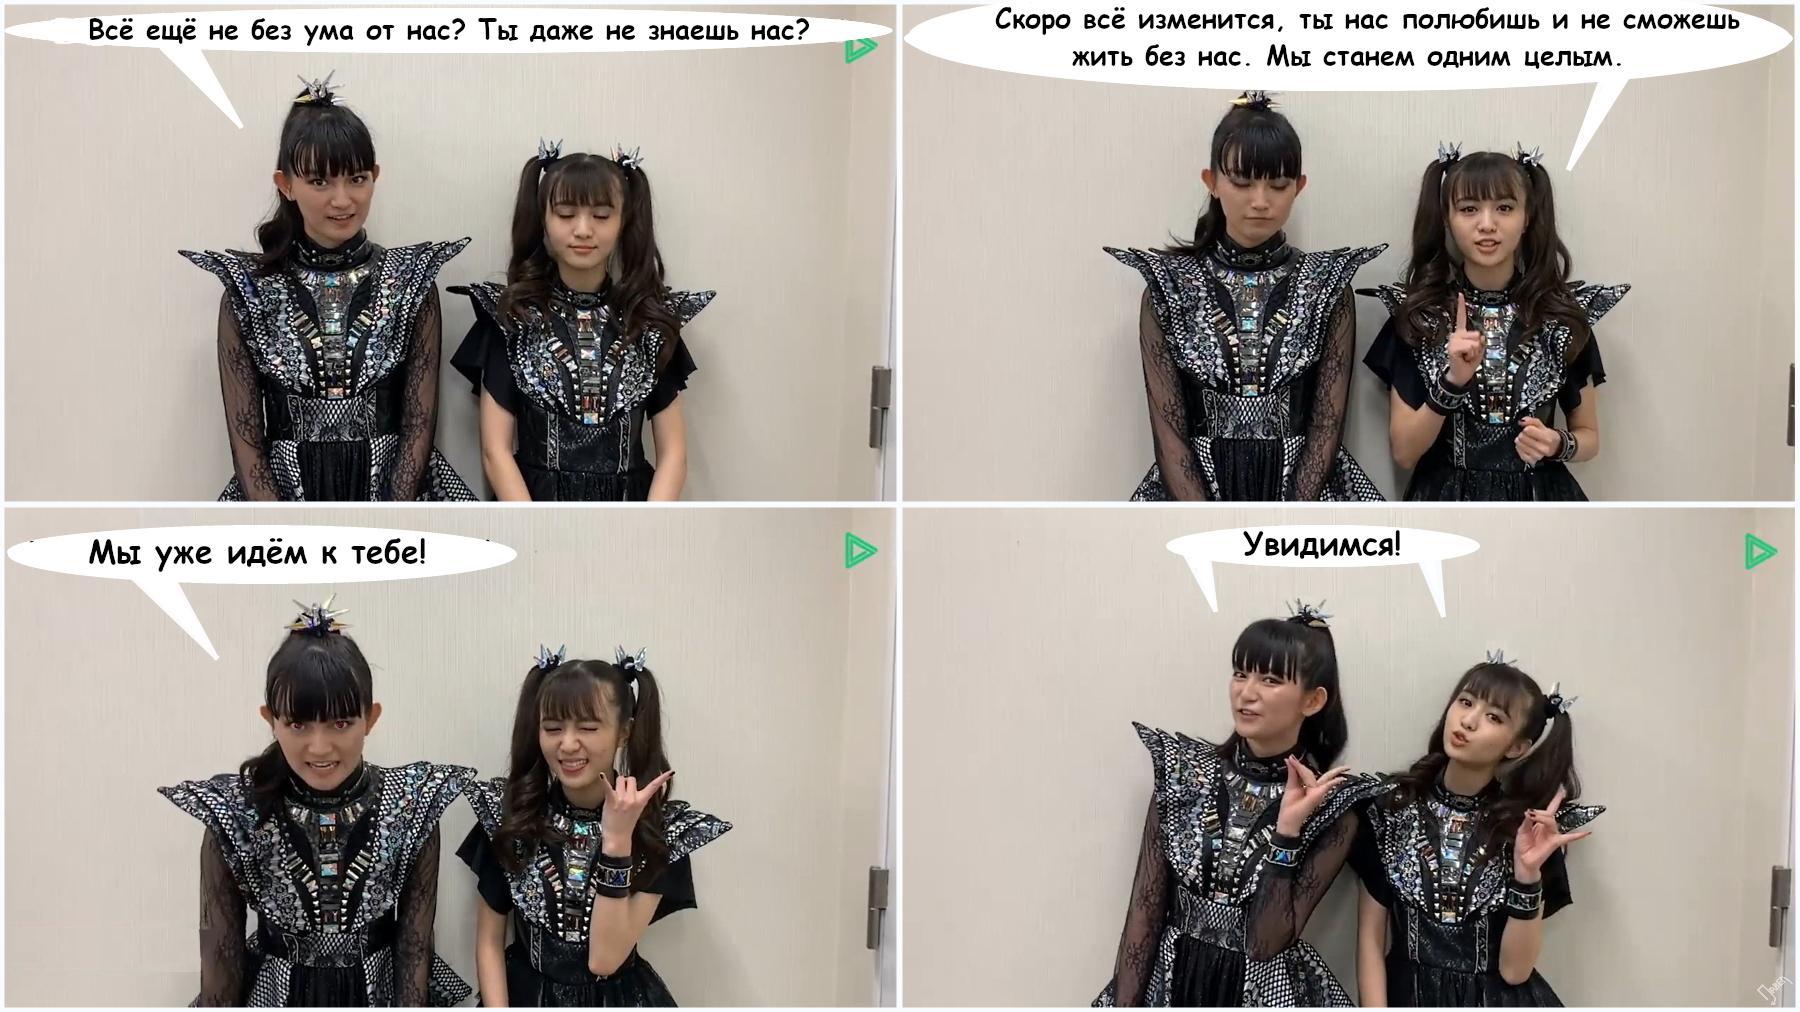 Всё ещё не без ума от нас? Ты даже не знаешь нас?
Скоро всё изменится, ты нас полюбишь и не сможешь
жить без нас. Мы станем одним целым.
Мы уже идём к тебе!
Увидимся!